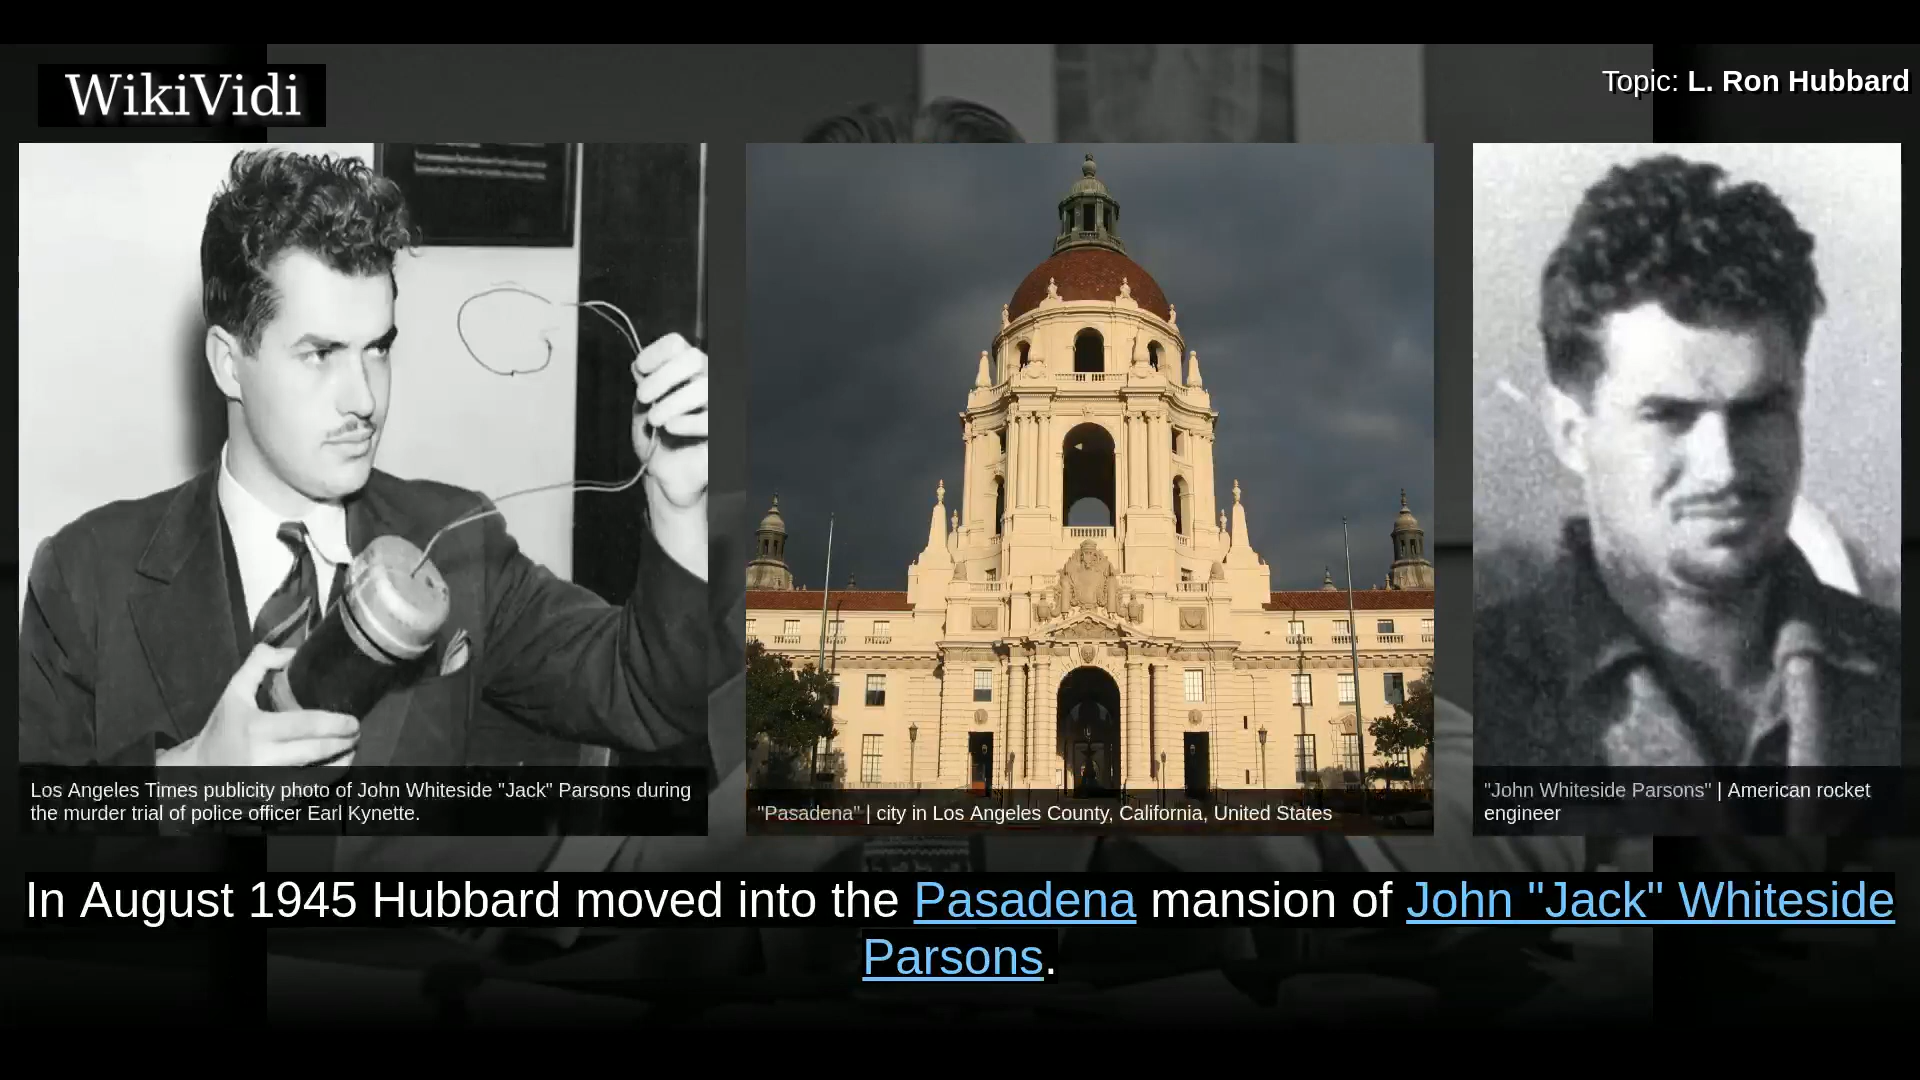 WikiVidi
Topic: L. Ron Hubbard
Los Angeles Times publicity photo of John Whiteside "Jack" Parsons during
the murder trial of police officer Earl Kynette.
"Pasadena" | city in Los Angeles County, California, United States
"John Whiteside Parsons" | American rocket
engineer
In August 1945 Hubbard moved into the Pasadena mansion of John "Jack" Whiteside
Parsons.